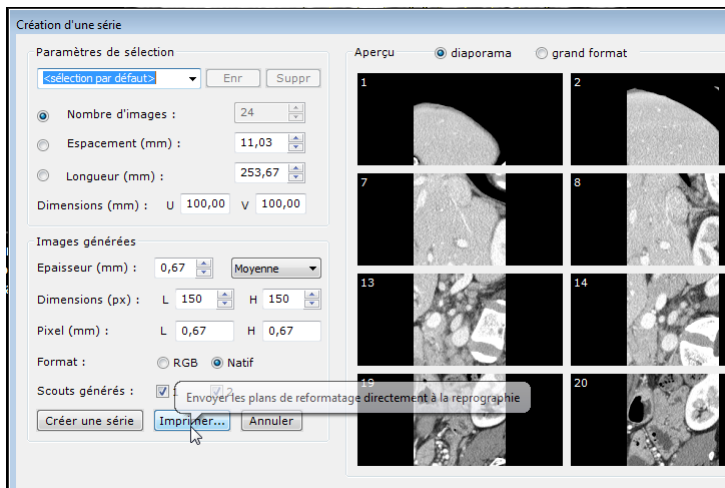 Création d'une série
Paramètres de sélection
<sélection par défaut>
Enr
Suppr
Nombre d'images :
24
Espacement (mm) :
11,03
Longueur (mm) :
253,67
Dimensions (mm) : U 100,00 V 100,00
Images générées
Epaisseur (mm) : 0,67 Moyenne
Dimensions (px) : L 150 H 150
Pixel (mm) : L 0,67 H 0,67
Format : RGB Natif
Scouts générés : 1 2
Envoyer les plans de reformatage directement à la reprographie
Créer une série
Imprimer...
Annuler
Aperçu diaporama grand format
1 2
7 8
13 14
19 20